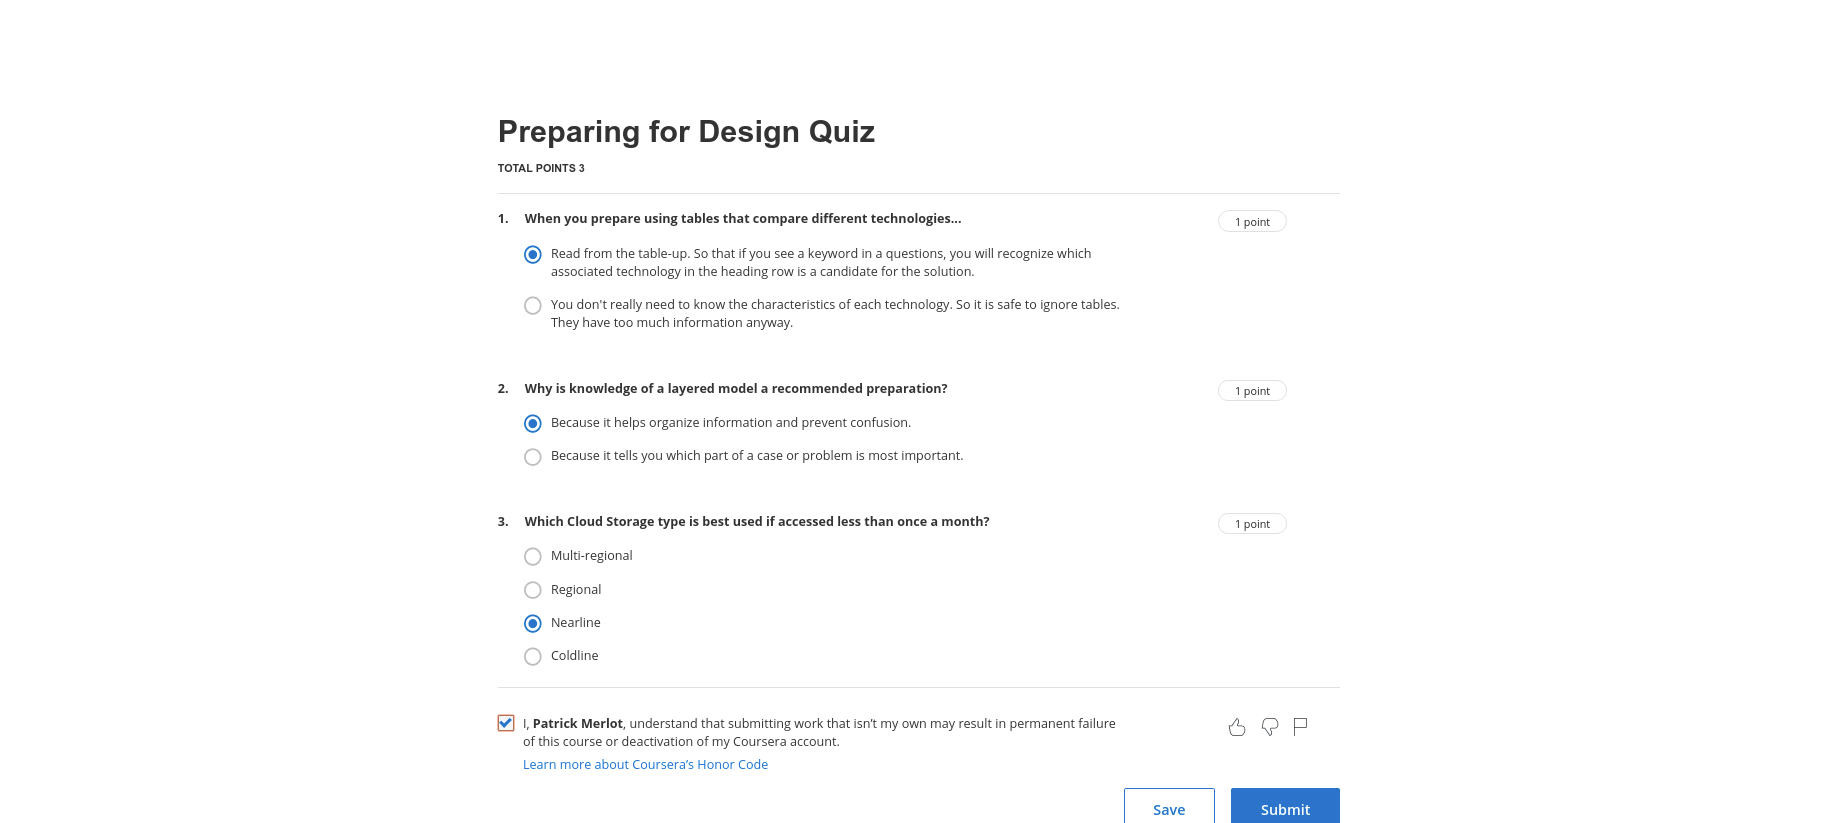 Preparing for Design Quiz
TOTAL POINTS 3
1. When you prepare using tables that compare different technologies...
1 point
Read from the table-up. So that if you see a keyword in a questions, you will recognize which
associated technology in the heading row is a candidate for the solution.
You don't really need to know the characteristics of each technology. So it is safe to ignore tables.
They have too much information anyway.
2. Why is knowledge of a layered model a recommended preparation?
1 point
Because it helps organize information and prevent confusion.
Because it tells you which part of a case or problem is most important.
3. Which Cloud Storage type is best used if accessed less than once a month?
1 point
Multi-regional
Regional
Nearline
Coldline
I, Patrick Merlot, understand that submitting work that isn’t my own may result in permanent failure
of this course or deactivation of my Coursera account.
Learn more about Coursera’s Honor Code
Save
Submit